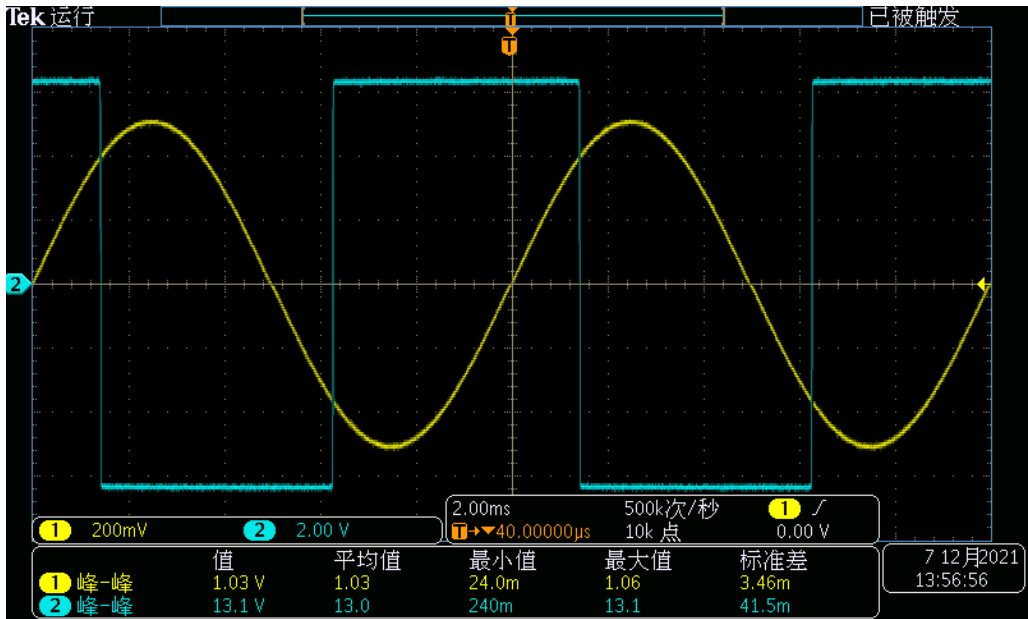 Tek 运行 T 已被触发
T
2
1 200mV 2 2.00 V
2.00ms 500k次/秒 1 ∫
T→▼40.00000µs 10k 点 0.00 V
值 平均值 最小值 最大值 标准差
1 峰-峰 1.03 V 1.03 24.0m 1.06 3.46m
2 峰-峰 13.1 V 13.0 240m 13.1 41.5m
7 12月2021
13:56:56